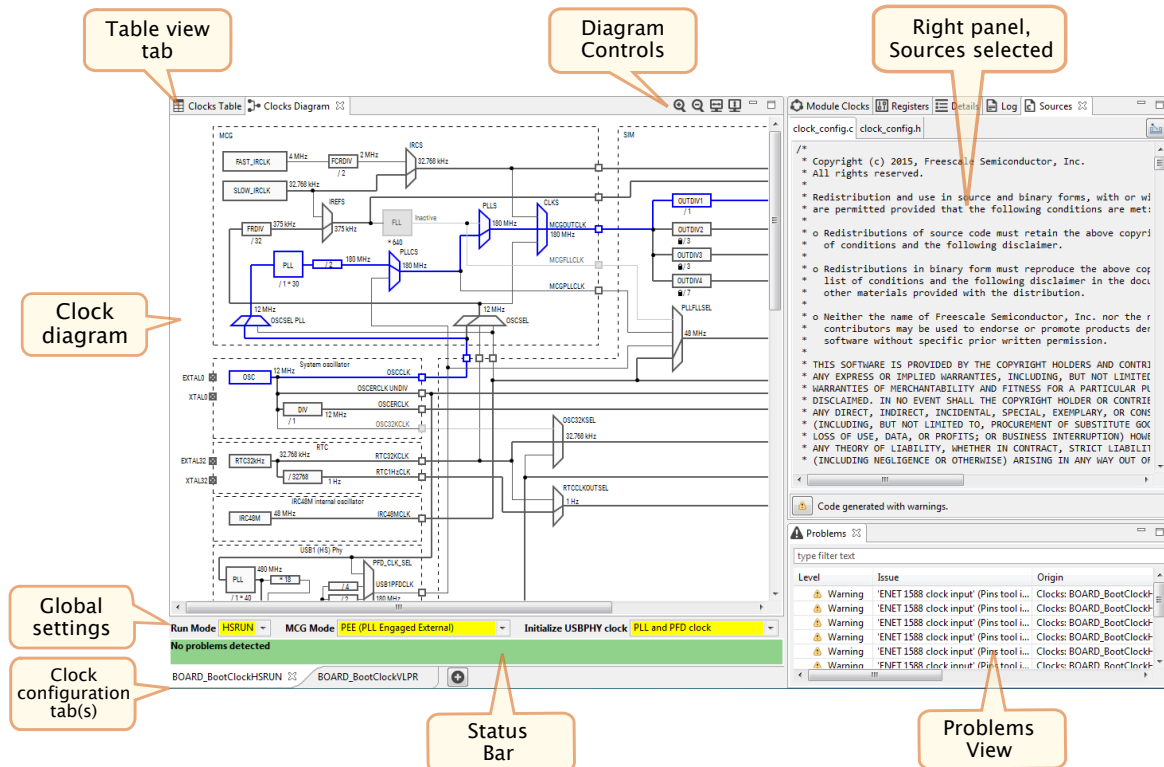 Table view
tab
Diagram
Controls
Right panel,
Sources selected
Clocks Table
Clocks Diagram
Module Clocks
Registers
Details
Log
Sources
clock_config.c
clock_config.h
MCG
SIM
FAST_IRCLK
4 MHz
FCRDIV
2 MHz
/ 2
IRCS
32.768 kHz
SLOW_IRCLK
32.768 kHz
IREFS
375 kHz
FRDIV
375 kHz
/ 32
FLL
Inactive
* 640
PLLS
180 MHz
CLKS
MCGOUTCLK
180 MHz
OUTDIV1
/ 1
OUTDIV2
/ 3
OUTDIV3
/ 3
OUTDIV4
/ 7
PLL
/ 1 * 30
/ 2
180 MHz
PLLCS
180 MHz
MCGFLLCLK
MCGPLLCLK
12 MHz
OSCSEL PLL
12 MHz
OSCSEL
PLLFLLSEL
48 MHz
System oscillator
EXTAL0
XTAL0
OSC
12 MHz
OSCCLK
OSCERCLK UNDIV
DIV
/ 1
12 MHz
OSCERCLK
OSC32KCLK
OSC32KSEL
32.768 kHz
RTC
EXTAL32
XTAL32
RTC32kHz
32.768 kHz
RTC32KCLK
/ 32768
1 Hz
RTC1HzCLK
RTCCLKOUTSEL
1 Hz
IRC48M internal oscillator
IRC48M
48 MHz
IRC48MCLK
USB1 (HS) Phy
PLL
480 MHz
/ 1 * 40
* 18
/ 4
/ 2
PFD_CLK_SEL
USB1PFDCLK
180 MHz
/*
* Copyright (c) 2015, Freescale Semiconductor, Inc.
* All rights reserved.
*
* Redistribution and use in source and binary forms, with or wi
* are permitted provided that the following conditions are met:
*
* o Redistributions of source code must retain the above copyri
* of conditions and the following disclaimer.
*
* o Redistributions in binary form must reproduce the above cop
* list of conditions and the following disclaimer in the docu
* other materials provided with the distribution.
*
* o Neither the name of Freescale Semiconductor, Inc. nor the n
* contributors may be used to endorse or promote products der
* software without specific prior written permission.
*
* THIS SOFTWARE IS PROVIDED BY THE COPYRIGHT HOLDERS AND CONTRI
* ANY EXPRESS OR IMPLIED WARRANTIES, INCLUDING, BUT NOT LIMITED
* WARRANTIES OF MERCHANTABILITY AND FITNESS FOR A PARTICULAR PU
* DISCLAIMED. IN NO EVENT SHALL THE COPYRIGHT HOLDER OR CONTRIB
* ANY DIRECT, INDIRECT, INCIDENTAL, SPECIAL, EXEMPLARY, OR CONS
* (INCLUDING, BUT NOT LIMITED TO, PROCUREMENT OF SUBSTITUTE GOO
* LOSS OF USE, DATA, OR PROFITS; OR BUSINESS INTERRUPTION) HOWE
* ANY THEORY OF LIABILITY, WHETHER IN CONTRACT, STRICT LIABILIT
* (INCLUDING NEGLIGENCE OR OTHERWISE) ARISING IN ANY WAY OUT OF
Code generated with warnings.
Problems
type filter text
Level Issue Origin
Warning 'ENET 1588 clock input' (Pins tool i... Clocks: BOARD_BootClockH
Warning 'ENET 1588 clock input' (Pins tool i... Clocks: BOARD_BootClockH
Warning 'ENET 1588 clock input' (Pins tool i... Clocks: BOARD_BootClockH
Warning 'ENET 1588 clock input' (Pins tool i... Clocks: BOARD_BootClockH
Warning 'ENET 1588 clock input' (Pins tool i... Clocks: BOARD_BootClockH
Clock
diagram
Global
settings
Clock
configuration
tab(s)
Run Mode HSRUN MCG Mode PEE (PLL Engaged External) Initialize USBPHY clock PLL and PFD clock
No problems detected
BOARD_BootClockHSRUN
BOARD_BootClockVLPR
Status
Bar
Problems
View